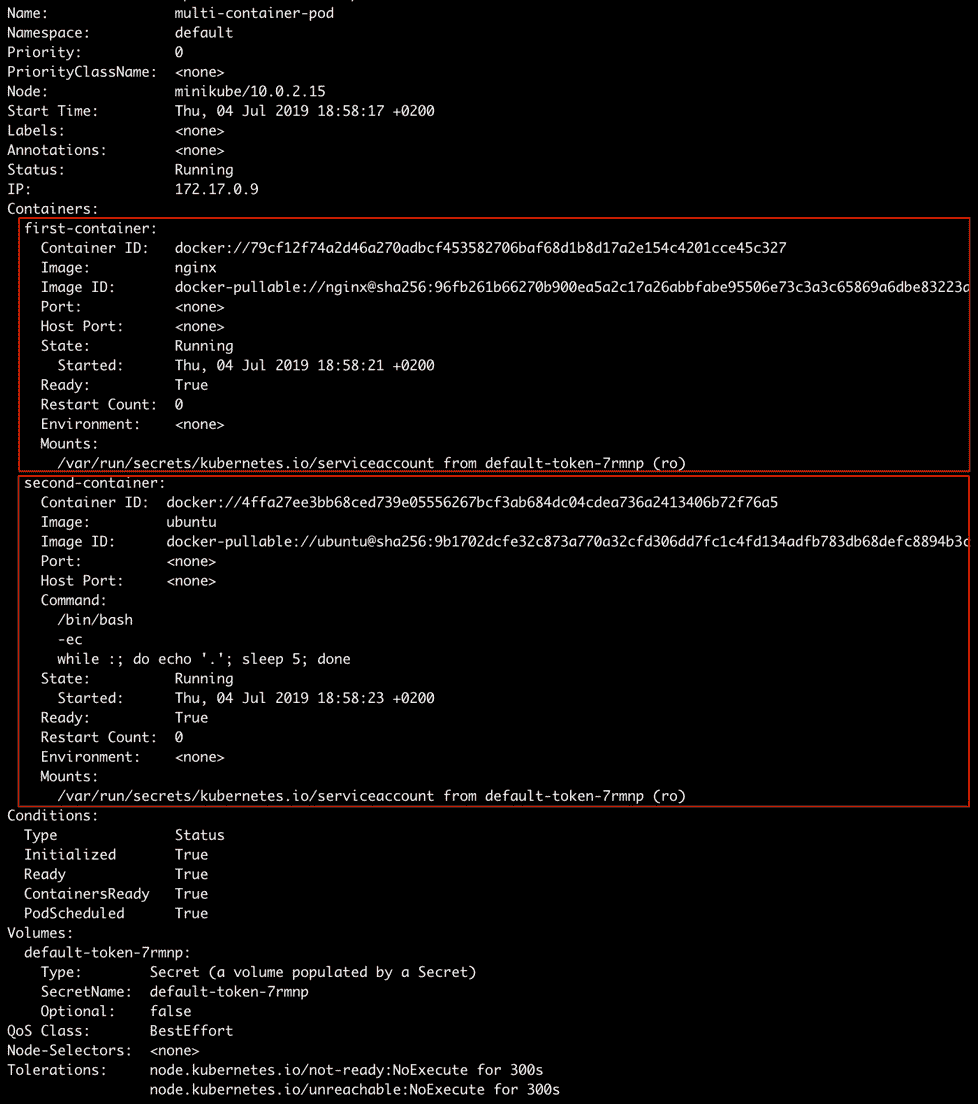 Name: multi-container-pod
Namespace: default
Priority: 0
PriorityClassName: <none>
Node: minikube/10.0.2.15
Start Time: Thu, 04 Jul 2019 18:58:17 +0200
Labels: <none>
Annotations: <none>
Status: Running
IP: 172.17.0.9
Containers:
first-container:
Container ID: docker://79cf12f74a2d46a270adbcf453582706baf68d1b8d17a2e154c4201cce45c327
Image: nginx
Image ID: docker-pullable://nginx@sha256:96fb261b66270b900ea5a2c17a26abbfabe95506e73c3a3c65869a6dbe83223a
Port: <none>
Host Port: <none>
State: Running
Started: Thu, 04 Jul 2019 18:58:21 +0200
Ready: True
Restart Count: 0
Environment: <none>
Mounts:
/var/run/secrets/kubernetes.io/serviceaccount from default-token-7rmnp (ro)
second-container:
Container ID: docker://4ffa27ee3bb68ced739e05556267bcf3ab684dc04cdea736a2413406b72f76a5
Image: ubuntu
Image ID: docker-pullable://ubuntu@sha256:9b1702dcfe32c873a770a32cfd306dd7fc1c4fd134adfb783db68defc8894b3c
Port: <none>
Host Port: <none>
Command:
/bin/bash
-ec
while :; do echo '.'; sleep 5; done
State: Running
Started: Thu, 04 Jul 2019 18:58:23 +0200
Ready: True
Restart Count: 0
Environment: <none>
Mounts:
/var/run/secrets/kubernetes.io/serviceaccount from default-token-7rmnp (ro)
Conditions:
Type Status
Initialized True
Ready True
ContainersReady True
PodScheduled True
Volumes:
default-token-7rmnp:
Type: Secret (a volume populated by a Secret)
SecretName: default-token-7rmnp
Optional: false
QoS Class: BestEffort
Node-Selectors: <none>
Tolerations: node.kubernetes.io/not-ready:NoExecute for 300s
node.kubernetes.io/unreachable:NoExecute for 300s